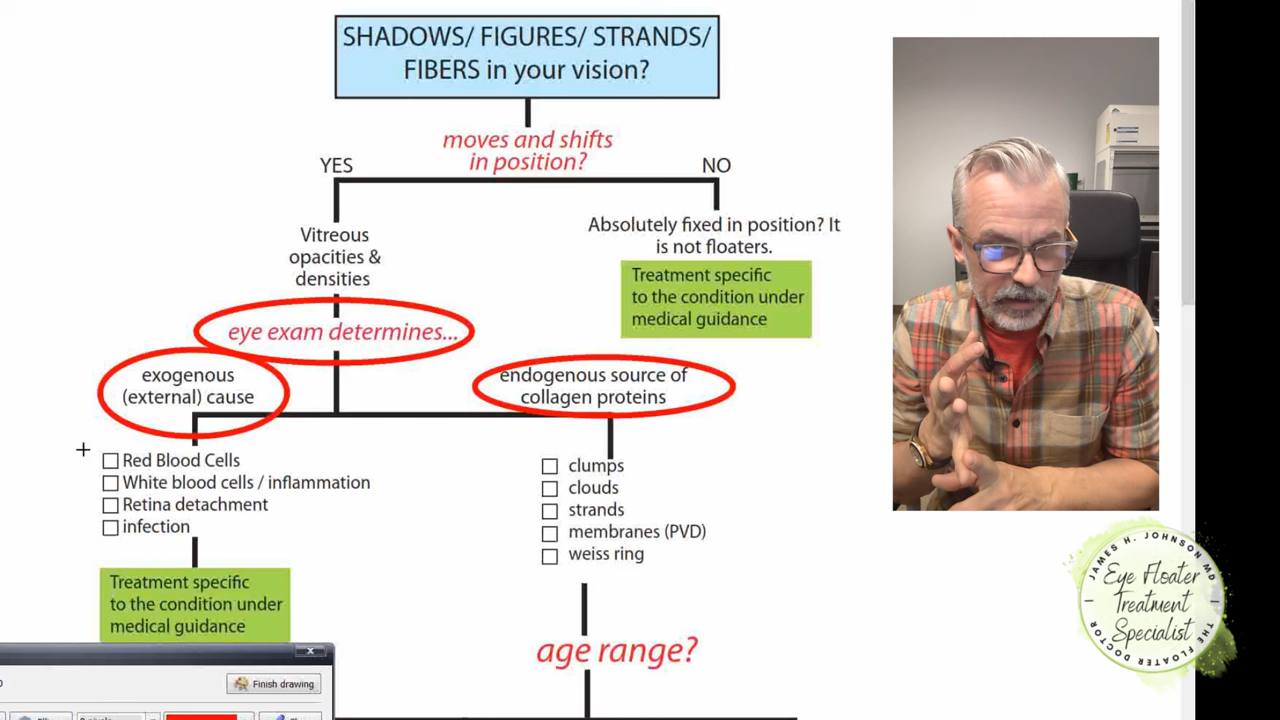 SHADOWS/ FIGURES/ STRANDS/
FIBERS in your vision?
moves and shifts
in position?
YES
NO
Vitreous
opacities &
densities
Absolutely fixed in position? It
is not floaters.
Treatment specific
to the condition under
medical guidance
eye exam determines...
exogenous
(external) cause
endogenous source of
collagen proteins
Red Blood Cells
White blood cells / inflammation
Retina detachment
infection
clumps
clouds
strands
membranes (PVD)
weiss ring
Treatment specific
to the condition under
medical guidance
age range?
Finish drawing
JAMES H. JOHNSON MD
Eye Floater
Treatment
Specialist
THE FLOATER DOCTOR